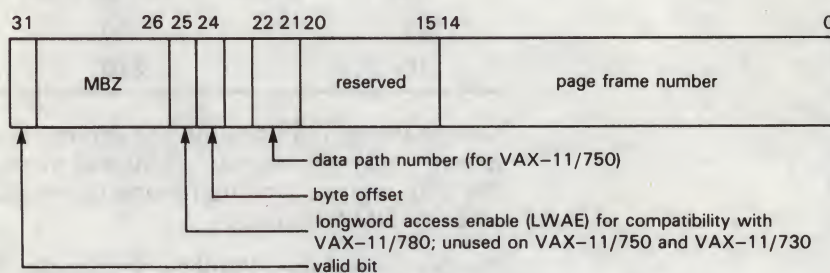 31 26 25 24 22 21 20 15 14 0
MBZ reserved page frame number
data path number (for VAX–11/750)
byte offset
longword access enable (LWAE) for compatibility with
VAX–11/780; unused on VAX–11/750 and VAX–11/730
valid bit